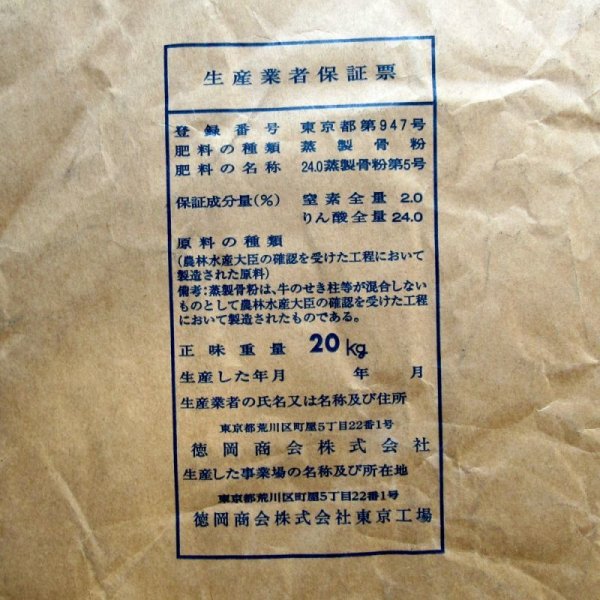 生産業者保証票
登録番号 東京都第947号
肥料の種類 蒸製骨粉
肥料の名称 24.0蒸製骨粉第5号
保証成分量(%) 窒素全量 2.0
りん酸全量 24.0
原料の種類
(農林水産大臣の確認を受けた工程において
製造された原料)
備考:蒸製骨粉は、牛のせき柱等が混合しない
ものとして農林水産大臣の確認を受けた工程
において製造されたものである。
正味重量 20kg
生産した年月 年 月
生産業者の氏名又は名称及び住所
東京都荒川区町屋5丁目22番1号
徳岡商会株式会社
生産した事業場の名称及び所在地
東京都荒川区町屋5丁目22番1号
徳岡商会株式会社東京工場